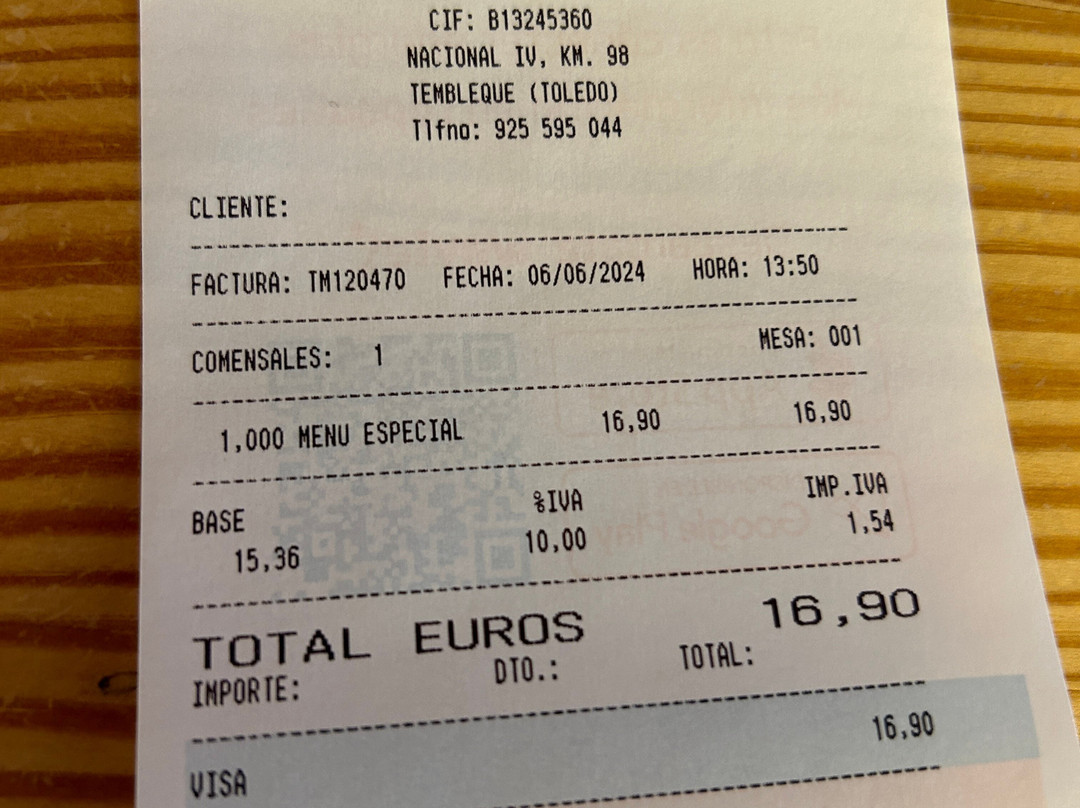 CIF: B13245360
NACIONAL IV, KM. 98
TEMBLEQUE (TOLEDO)
Tlfno: 925 595 044
CLIENTE:
FACTURA: TM120470 FECHA: 06/06/2024 HORA: 13:50
COMENSALES: 1 MESA: 001
1,000 MENU ESPECIAL 16,90 16,90
BASE %IVA IMP.IVA
15,36 10,00 1,54
TOTAL EUROS 16,90
IMPORTE: DTO.: TOTAL:
VISA 16,90